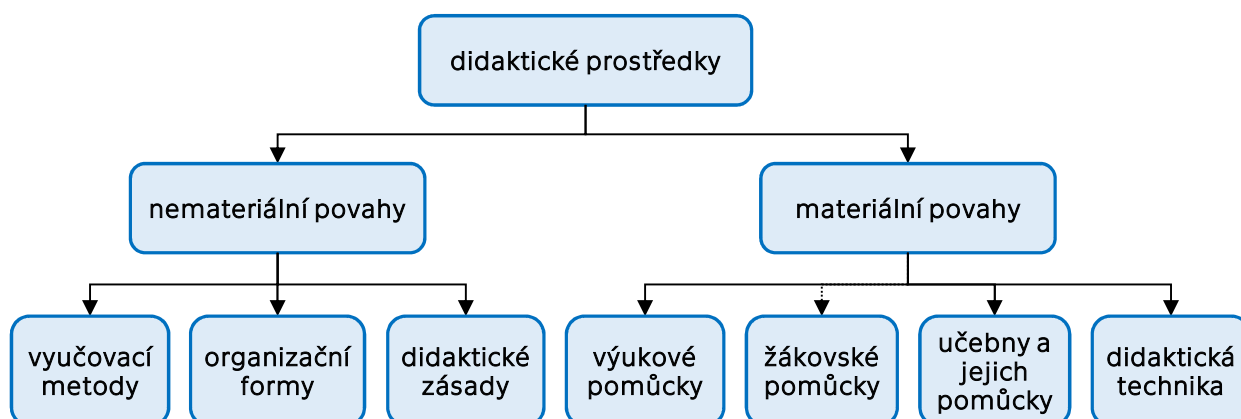 didaktické prostředky
nemateriální povahy
materiální povahy
vyučovací
metody
organizační
formy
didaktické
zásady
výukové
pomůcky
žákovské
pomůcky
učebny a
jejich
pomůcky
didaktická
technika